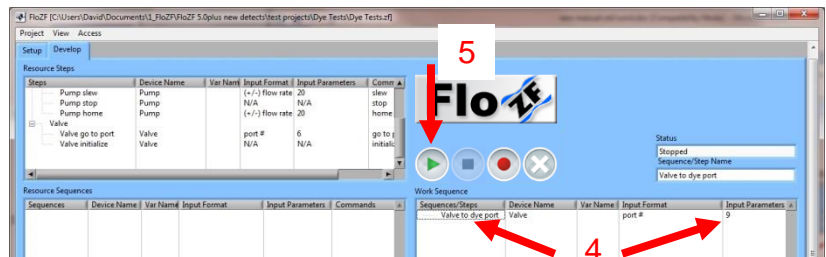 FloZF [C:\Users\David\Documents\1_FloZF\FloZF 5.0plus new detects\test projects\Dye Tests\Dye Tests.zf]
Project View Access
Setup Develop
5
Resource Steps
Steps Device Name Var Nam Input Format Input Parameters Comm
Pump slew Pump (+/-) flow rate 20 slew
Pump stop Pump N/A N/A stop
Pump home Pump (+/-) flow rate 20 home
Valve
Valve go to port Valve port # 6 go to p
Valve initialize Valve N/A N/A initializ
Flo ZF
Status
Stopped
Sequence/Step Name
Valve to dye port
Resource Sequences
Sequences Device Name Var Name Input Format Input Parameters Commands
Work Sequence
Sequences/Steps Device Name Var Name Input Format Input Parameters
Valve to dye port Valve port # 9
4